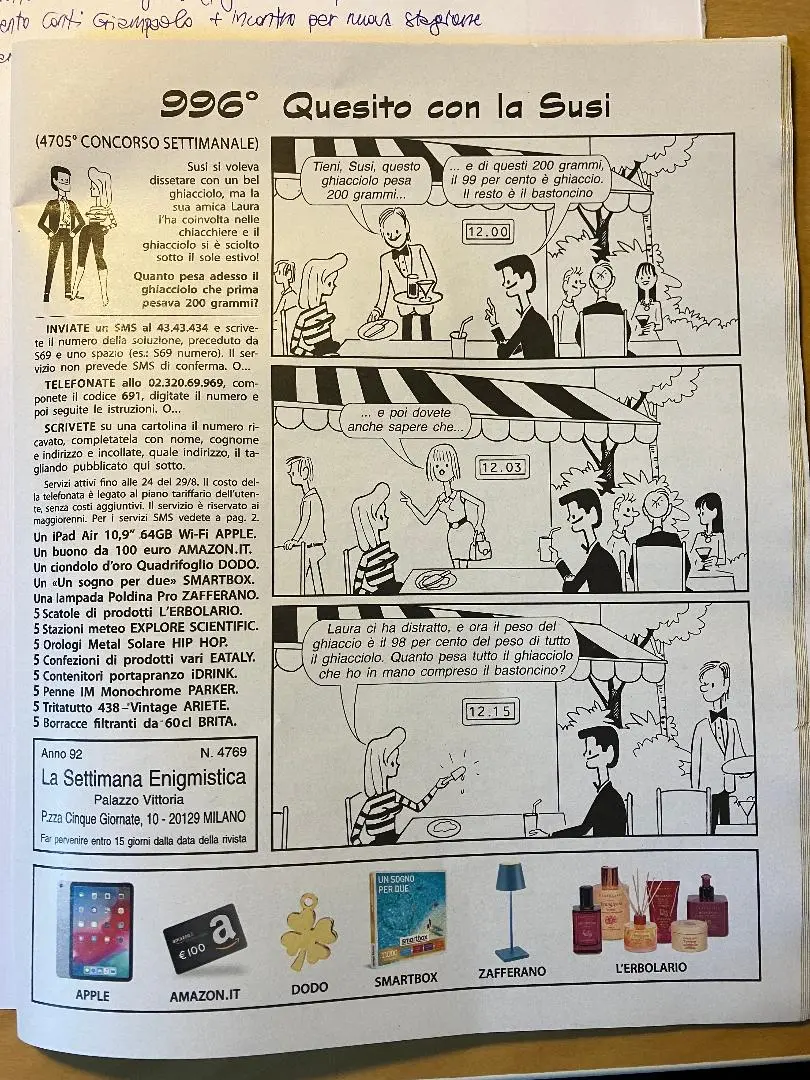 ento Conti Giampaolo + incontro per nuova stagione
996° Quesito con la Susi
(4705° CONCORSO SETTIMANALE)
Susi si voleva
dissetare con un bel
ghiacciolo, ma la
sua amica Laura
l'ha coinvolta nelle
chiacchiere e il
ghiacciolo si è sciolto
sotto il sole estivo!
Quanto pesa adesso il
ghiacciolo che prima
pesava 200 grammi?
INVIATE un SMS al 43.43.434 e scrive-
te il numero della soluzione, preceduto da
S69 e uno spazio (es.: S69 numero). Il ser-
vizio non prevede SMS di conferma. O...
TELEFONATE allo 02.320.69.969, com-
ponete il codice 691, digitate il numero e
poi seguite le istruzioni. O...
SCRIVETE su una cartolina il numero ri-
cavato, completatela con nome, cognome
e indirizzo e incollate, quale indirizzo, il ta-
gliando pubblicato qui sotto.
Servizi attivi fino alle 24 del 29/8. Il costo del-
la telefonata è legato al piano tariffario dell'uten-
te, senza costi aggiuntivi. Il servizio è riservato ai
maggiorenni. Per i servizi SMS vedete a pag. 2.
Un iPad Air 10,9" 64GB Wi-Fi APPLE.
Un buono da 100 euro AMAZON.IT.
Un ciondolo d'oro Quadrifoglio DODO.
Un «Un sogno per due» SMARTBOX.
Una lampada Poldina Pro ZAFFERANO.
5 Scatole di prodotti L'ERBOLARIO.
5 Stazioni meteo EXPLORE SCIENTIFIC.
5 Orologi Metal Solare HIP HOP.
5 Confezioni di prodotti vari EATALY.
5 Contenitori portapranzo iDRINK.
5 Penne IM Monochrome PARKER.
5 Tritatutto 438 – Vintage ARIETE.
5 Borracce filtranti da 60cl BRITA.
Anno 92 N. 4769
La Settimana Enigmistica
Palazzo Vittoria
P.zza Cinque Giornate, 10 - 20129 MILANO
Far pervenire entro 15 giorni dalla data della rivista
Tieni, Susi, questo
ghiacciolo pesa
200 grammi...
... e di questi 200 grammi,
il 99 per cento è ghiaccio.
Il resto è il bastoncino
12.00
... e poi dovete
anche sapere che...
12.03
Laura ci ha distratto, e ora il peso del
ghiaccio è il 98 per cento del peso di tutto
il ghiacciolo. Quanto pesa tutto il ghiacciolo
che ho in mano compreso il bastoncino?
12.15
a
€100
UN SOGNO
PER DUE
smartbox
APPLE
AMAZON.IT
DODO
SMARTBOX
ZAFFERANO
L'ERBOLARIO